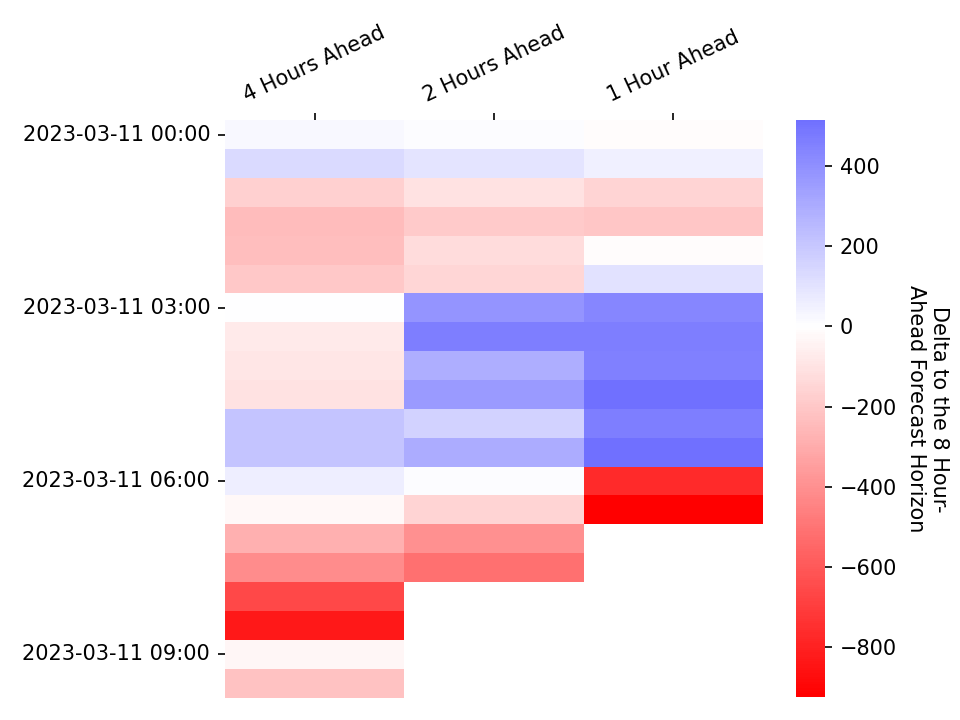 4 Hours Ahead
2 Hours Ahead
1 Hour Ahead
2023-03-11 00:00
2023-03-11 03:00
2023-03-11 06:00
2023-03-11 09:00
400
200
0
−200
−400
−600
−800
Delta to the 8 Hour-
Ahead Forecast Horizon